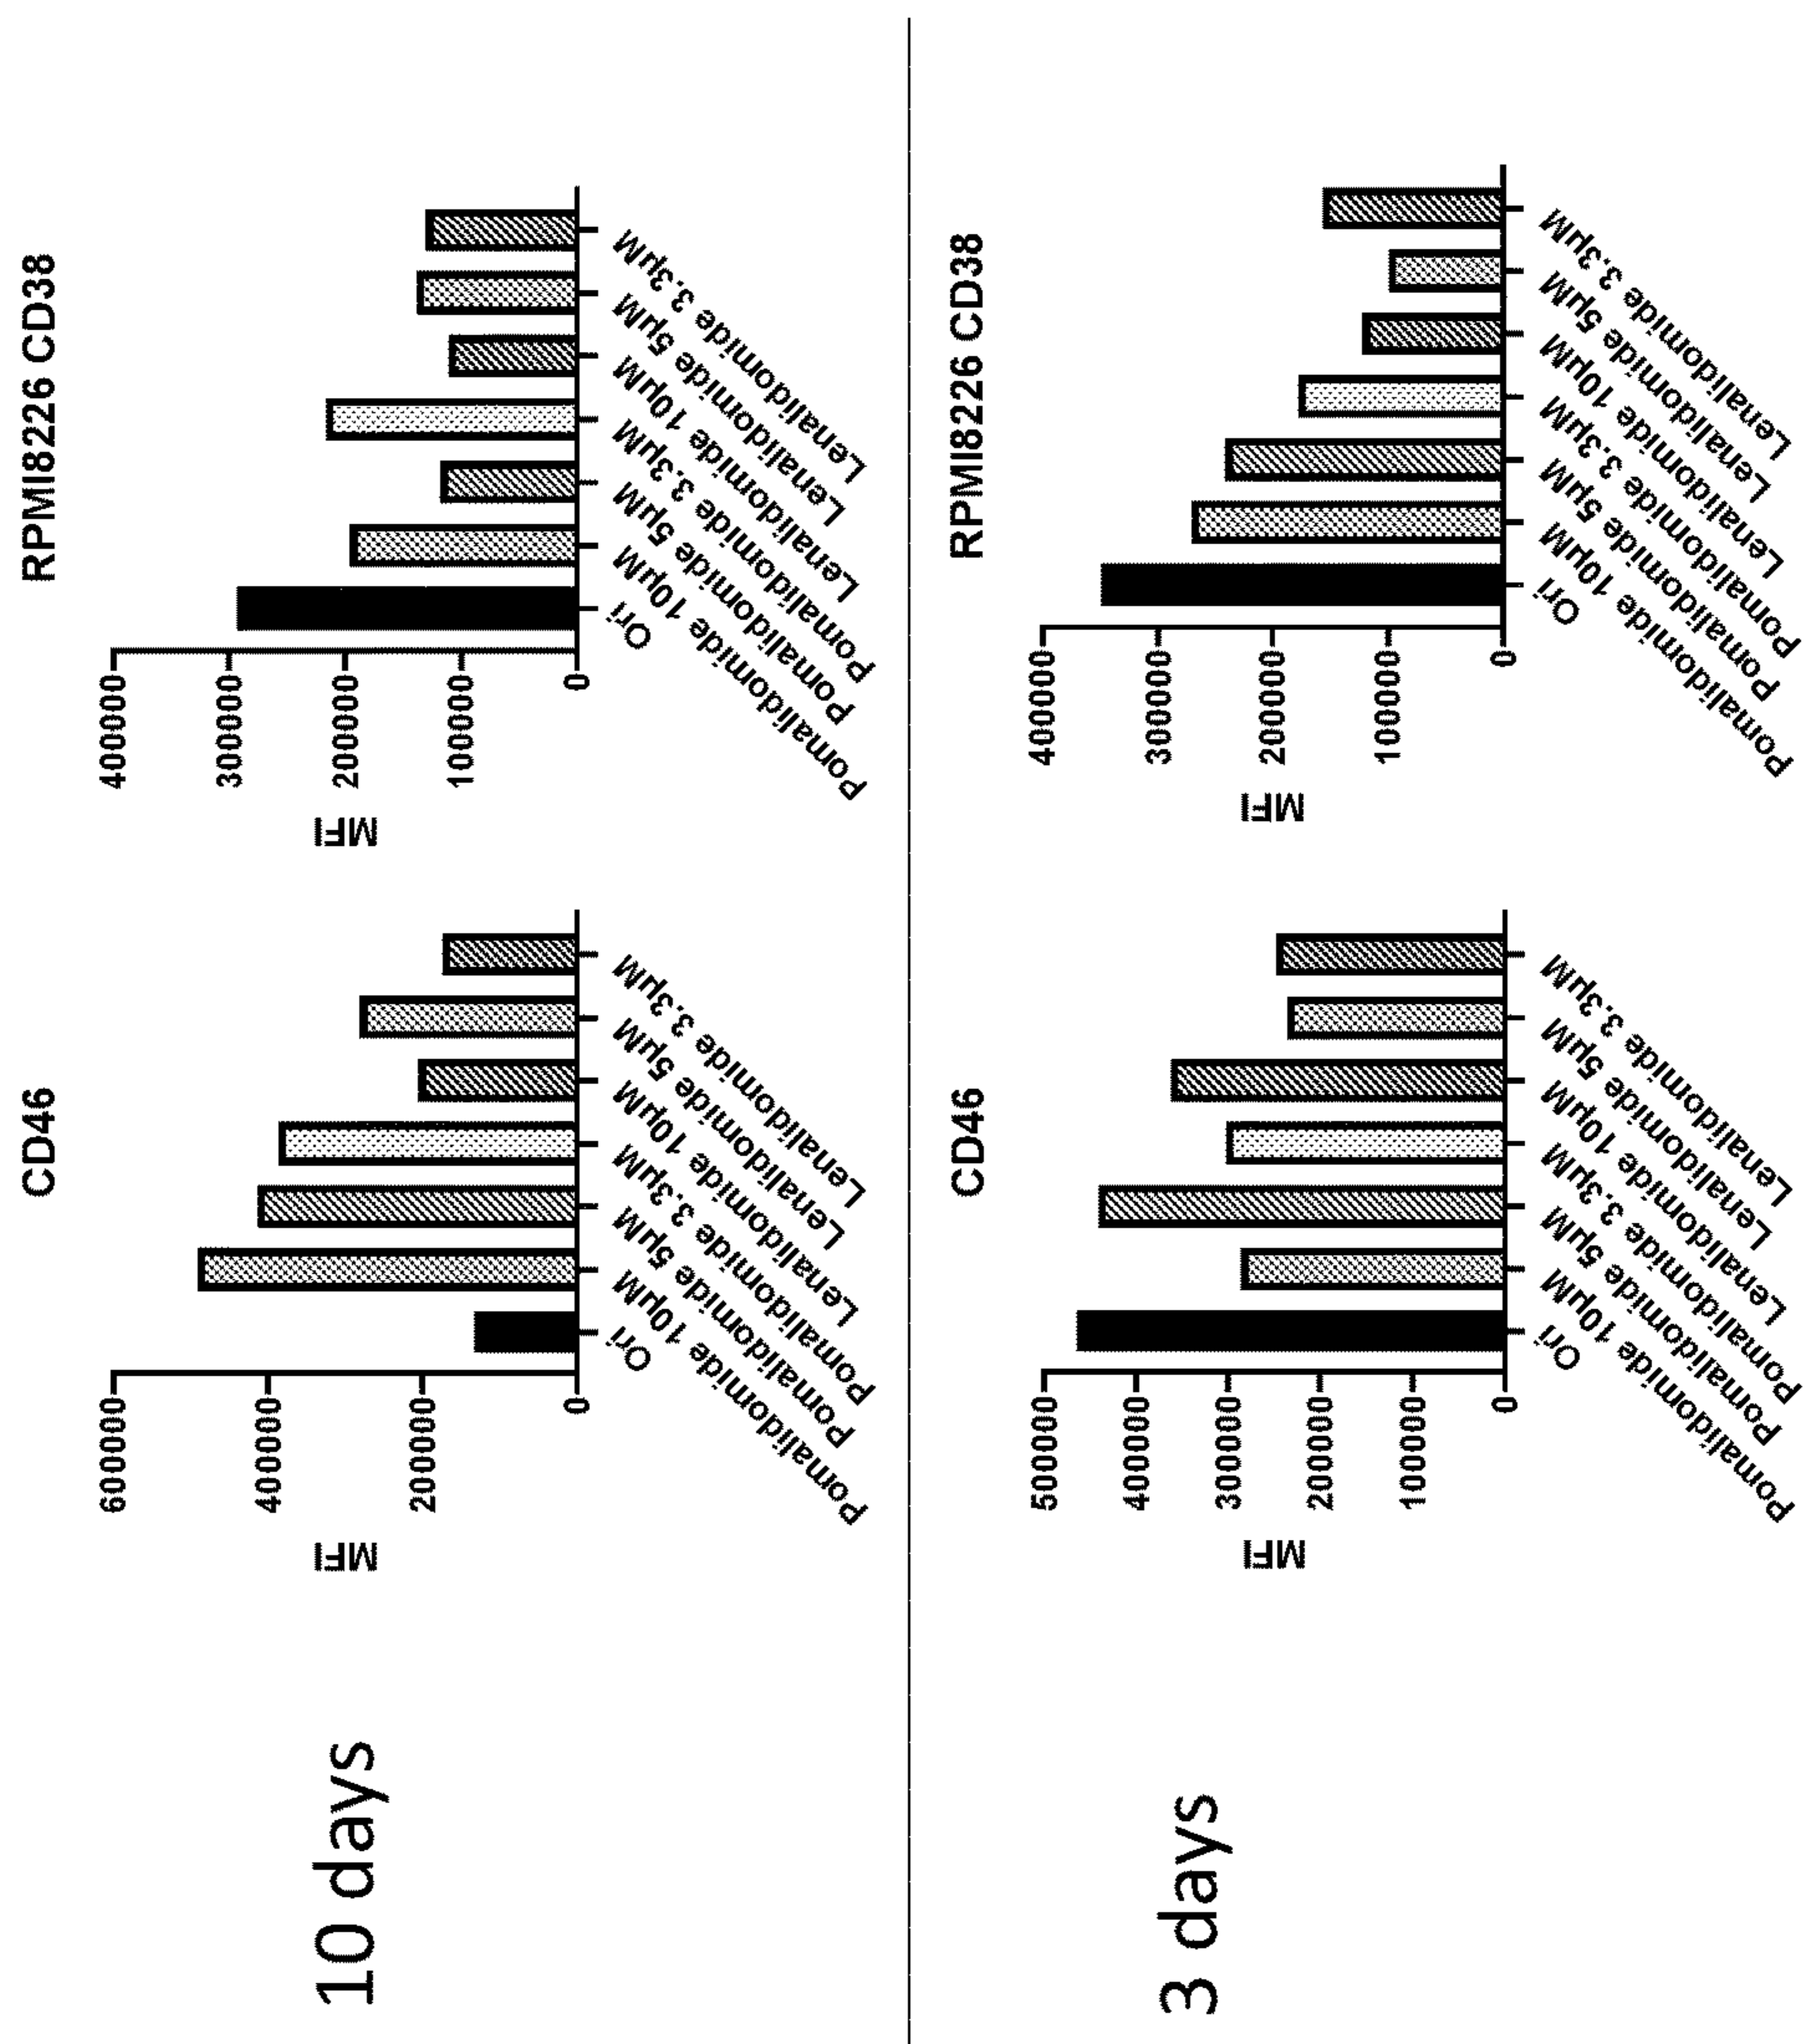 10 days
CD46
MFI
600000
400000
200000
0
Ori
Pomalidomide 10µM
Pomalidomide 5µM
Pomalidomide 3.3µM
Lenalidomide 10µM
Lenalidomide 5µM
Lenalidomide 3.3µM
RPMI8226 CD38
MFI
400000
300000
200000
100000
0
Ori
Pomalidomide 10µM
Pomalidomide 5µM
Pomalidomide 3.3µM
Lenalidomide 10µM
Lenalidomide 5µM
Lenalidomide 3.3µM
3 days
CD46
MFI
500000
400000
300000
200000
100000
0
Ori
Pomalidomide 10µM
Pomalidomide 5µM
Pomalidomide 3.3µM
Lenalidomide 10µM
Lenalidomide 5µM
Lenalidomide 3.3µM
RPMI8226 CD38
MFI
400000
300000
200000
100000
0
Ori
Pomalidomide 10µM
Pomalidomide 5µM
Pomalidomide 3.3µM
Lenalidomide 10µM
Lenalidomide 5µM
Lenalidomide 3.3µM